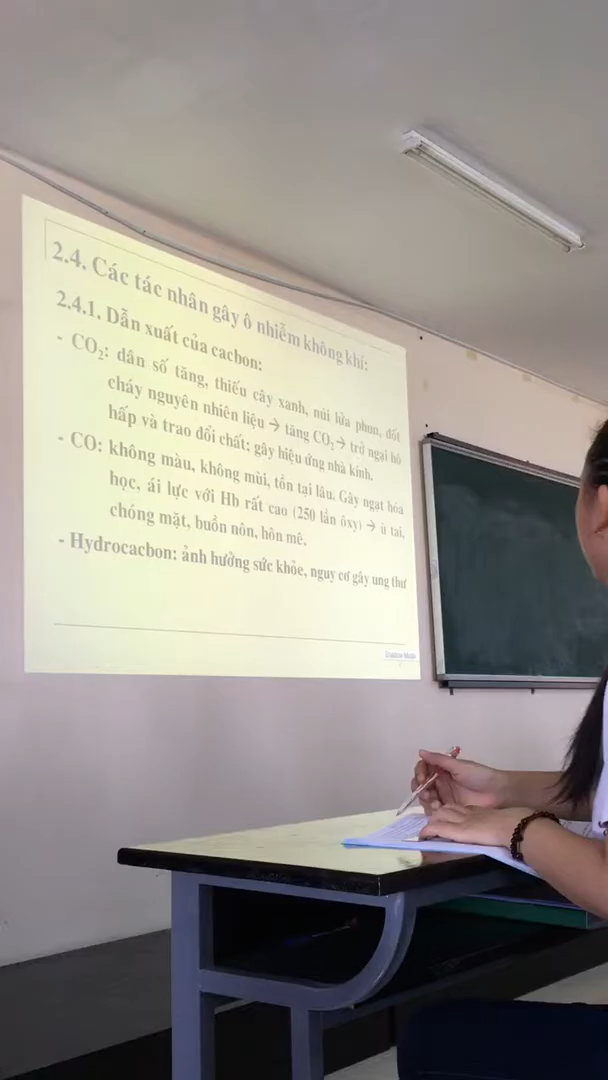 2.4. Các tác nhân gây ô nhiễm không khí:
2.4.1. Dẫn xuất của cacbon:
- CO₂: dân số tăng, thiếu cây xanh, núi lửa phun, đốt
cháy nguyên nhiên liệu → tăng CO₂ → trở ngại hô
hấp và trao đổi chất; gây hiệu ứng nhà kính.
- CO: không màu, không mùi, tồn tại lâu. Gây ngạt hóa
học, ái lực với Hb rất cao (250 lần ôxy) → ù tai,
chóng mặt, buồn nôn, hôn mê.
- Hydrocacbon: ảnh hưởng sức khỏe, nguy cơ gây ung thư